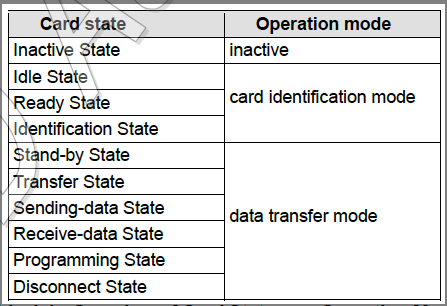 Card state Operation mode
Inactive State inactive
Idle State
Ready State card identification mode
Identification State
Stand-by State
Transfer State
Sending-data State data transfer mode
Receive-data State
Programming State
Disconnect State